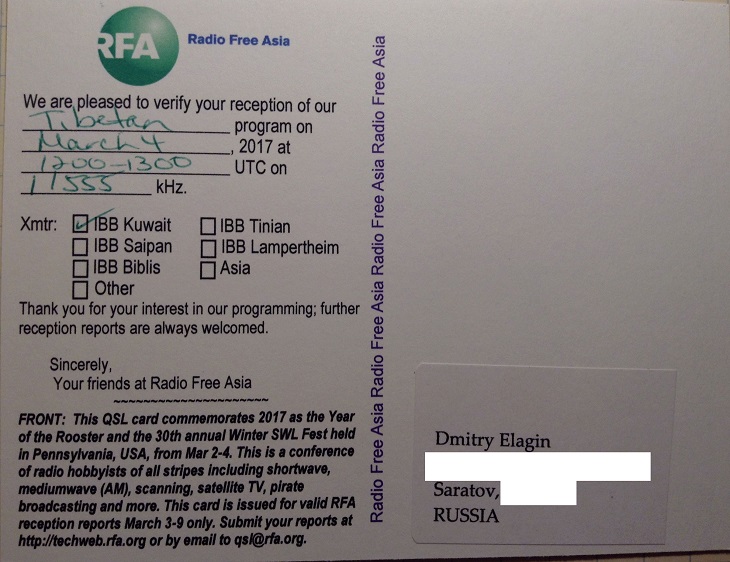 RFA
Radio Free Asia
We are pleased to verify your reception of our
Tibetan program on
March 4, 2017 at
1200-1300 UTC on
11555 kHz.
Xmtr: IBB Kuwait IBB Tinian
IBB Saipan IBB Lampertheim
IBB Biblis Asia
Other
Thank you for your interest in our programming; further
reception reports are always welcomed.
Sincerely,
Your friends at Radio Free Asia
~~~~~~~~~~~~~~~~~~~~~
FRONT: This QSL card commemorates 2017 as the Year
of the Rooster and the 30th annual Winter SWL Fest held
in Pennsylvania, USA, from Mar 2-4. This is a conference
of radio hobbyists of all stripes including shortwave,
mediumwave (AM), scanning, satellite TV, pirate
broadcasting and more. This card is issued for valid RFA
reception reports March 3-9 only. Submit your reports at
http://techweb.rfa.org or by email to qsl@rfa.org.
Radio Free Asia Radio Free Asia Radio Free Asia Radio Free Asia Radio Free Asia
Dmitry Elagin
Saratov,
RUSSIA